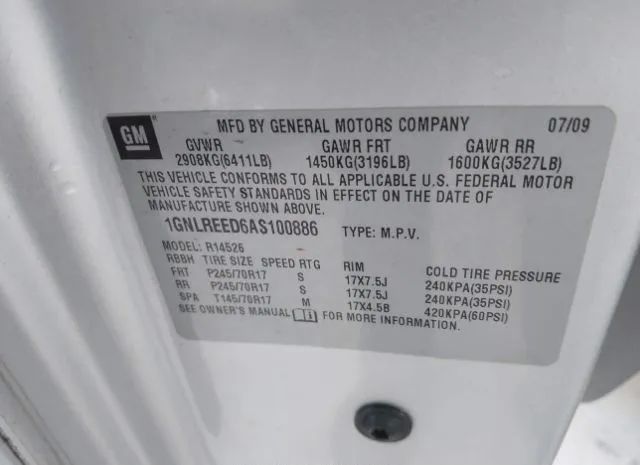 GM
MFD BY GENERAL MOTORS COMPANY 07/09
GVWR GAWR FRT GAWR RR
2908KG(6411LB) 1450KG(3196LB) 1600KG(3527LB)
THIS VEHICLE CONFORMS TO ALL APPLICABLE U.S. FEDERAL MOTOR
VEHICLE SAFETY STANDARDS IN EFFECT ON THE DATE OF
MANUFACTURE SHOWN ABOVE.
1GNLREED6AS100886 TYPE: M.P.V.
MODEL: R14526
RBBH TIRE SIZE SPEED RTG RIM COLD TIRE PRESSURE
FRT P245/70R17 S 17X7.5J 240KPA(35PSI)
RR P245/70R17 S 17X7.5J 240KPA(35PSI)
SPA T145/70R17 M 17X4.5B 420KPA(60PSI)
SEE OWNER'S MANUAL FOR MORE INFORMATION.